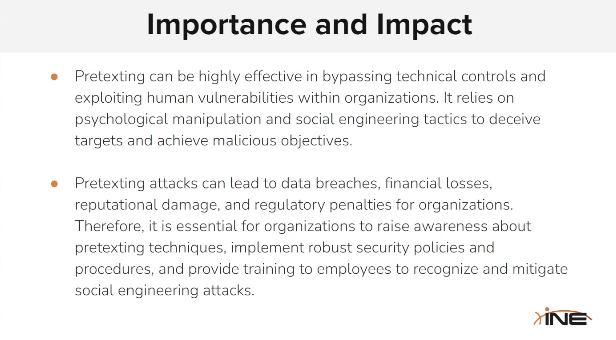 Importance and Impact
Pretexting can be highly effective in bypassing technical controls and
exploiting human vulnerabilities within organizations. It relies on
psychological manipulation and social engineering tactics to deceive
targets and achieve malicious objectives.
Pretexting attacks can lead to data breaches, financial losses,
reputational damage, and regulatory penalties for organizations.
Therefore, it is essential for organizations to raise awareness about
pretexting techniques, implement robust security policies and
procedures, and provide training to employees to recognize and mitigate
social engineering attacks.
INE